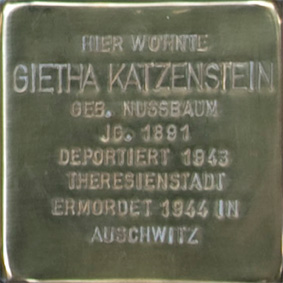 HIER WOHNTE
GIETHA KATZENSTEIN
GEB. NUSSBAUM
JG. 1891
DEPORTIERT 1943
THERESIENSTADT
ERMORDET 1944 IN
AUSCHWITZ